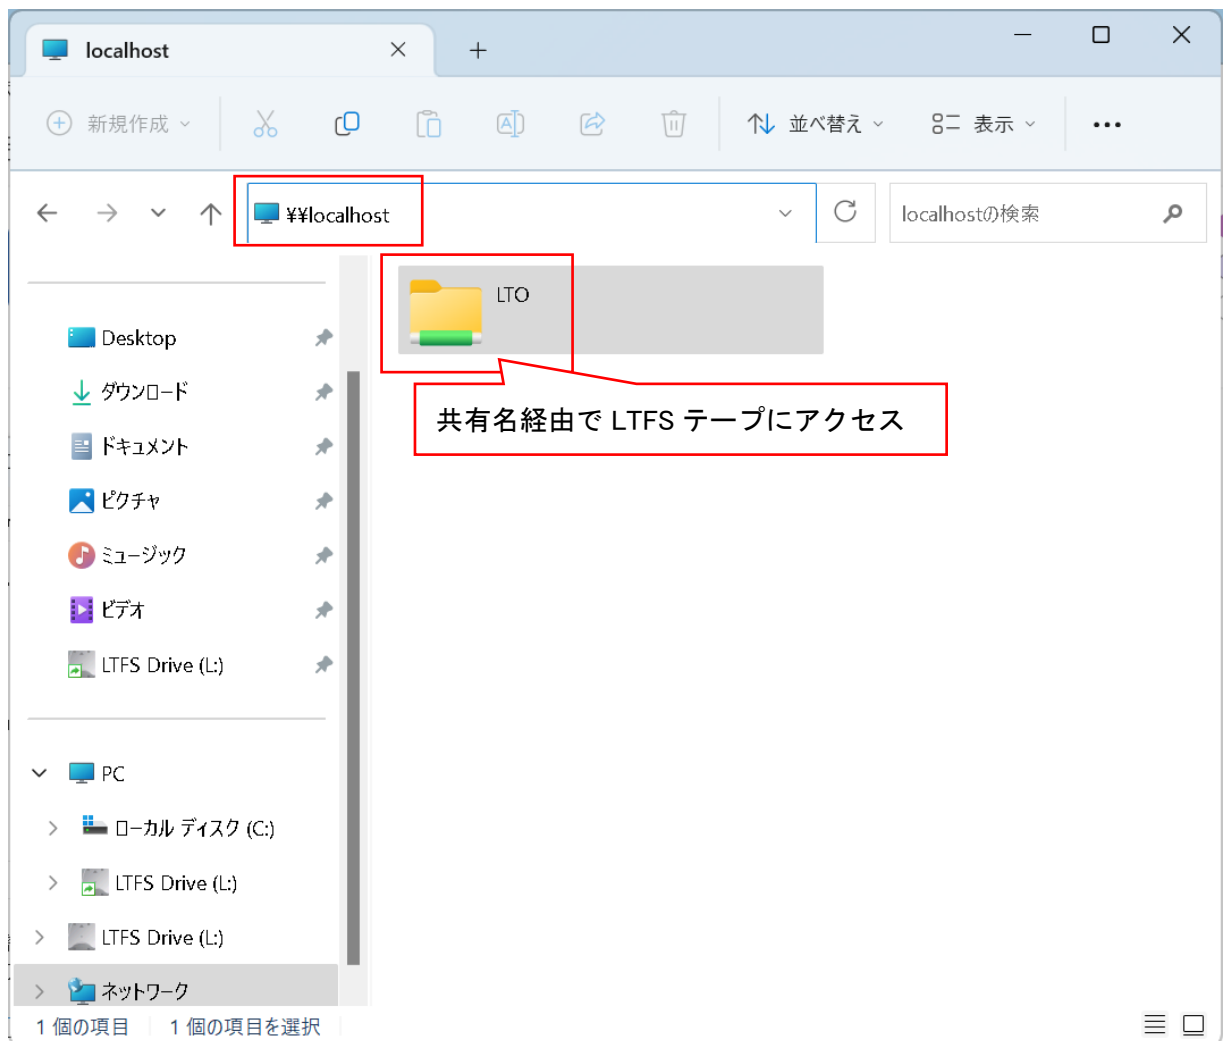 localhost
新規作成
並べ替え
表示
¥¥localhost
localhostの検索
LTO
共有名経由で LTFS テープにアクセス
Desktop
ダウンロード
ドキュメント
ピクチャ
ミュージック
ビデオ
LTFS Drive (L:)
PC
ローカル ディスク (C:)
LTFS Drive (L:)
LTFS Drive (L:)
ネットワーク
1 個の項目
1 個の項目を選択